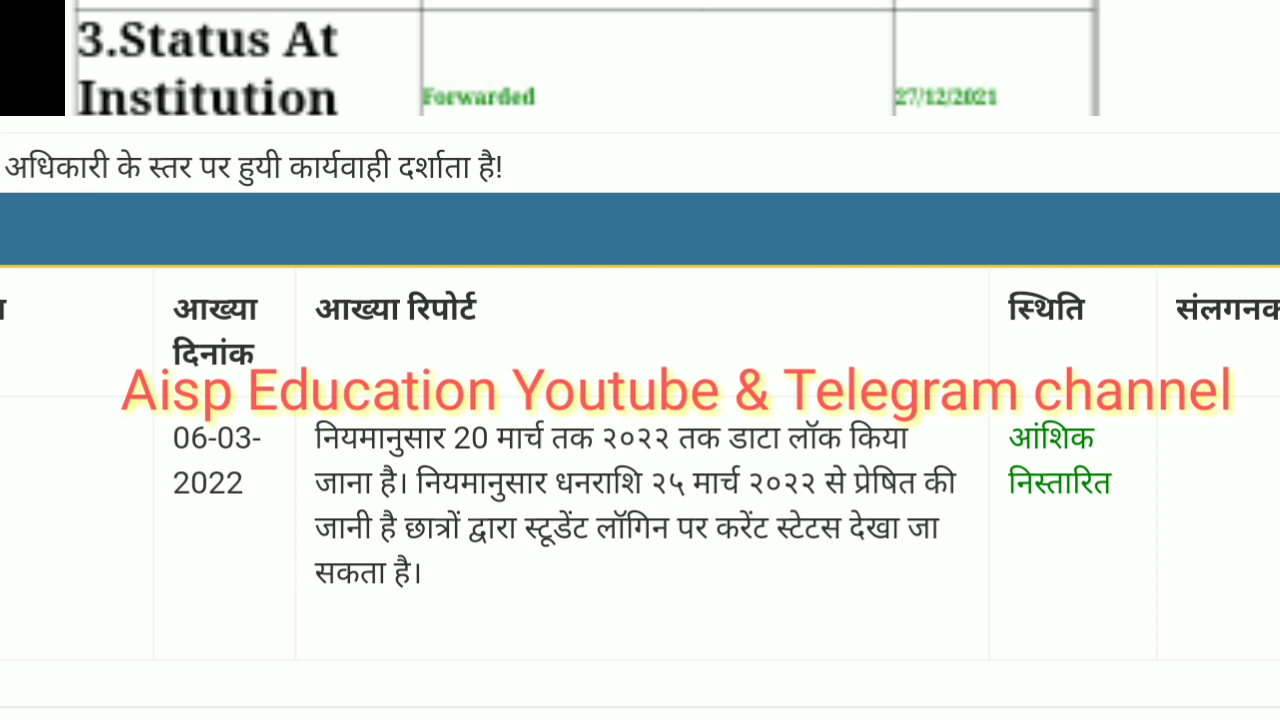 3.Status At
Institution
Forwarded
27/12/2021
अधिकारी के स्तर पर हुयी कार्यवाही दर्शाता है!
आख्या
दिनांक
आख्या रिपोर्ट
स्थिति
Aisp Education Youtube & Telegram channel
06-03-
2022
नियमानुसार 20 मार्च तक २०२२ तक डाटा लॉक किया
जाना है। नियमानुसार धनराशि २५ मार्च २०२२ से प्रेषित की
जानी है छात्रों द्वारा स्टूडेंट लॉगिन पर करेंट स्टेटस देखा जा
सकता है।
आंशिक
निस्तारित